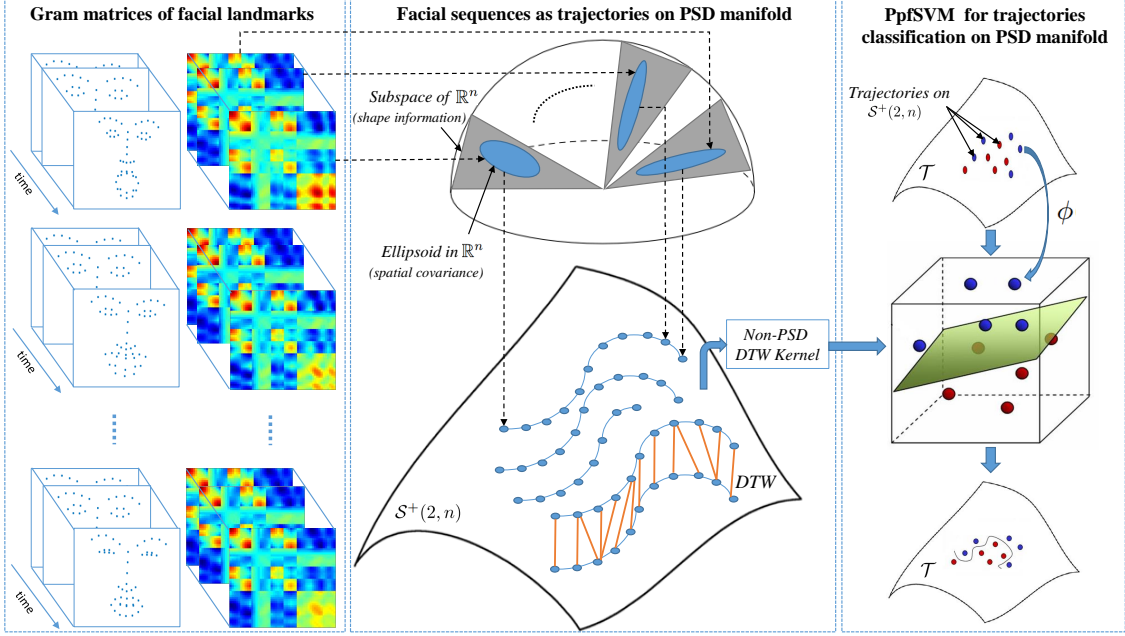 Gram matrices of facial landmarks
time
time
time
Facial sequences as trajectories on PSD manifold
Subspace of ℝⁿ
(shape information)
Ellipsoid in ℝⁿ
(spatial covariance)
Non-PSD
DTW Kernel
DTW
𝒮⁺(2, n)
PpfSVM for trajectories
classification on PSD manifold
Trajectories on
𝒮⁺(2, n)
𝒯
ϕ
𝒯